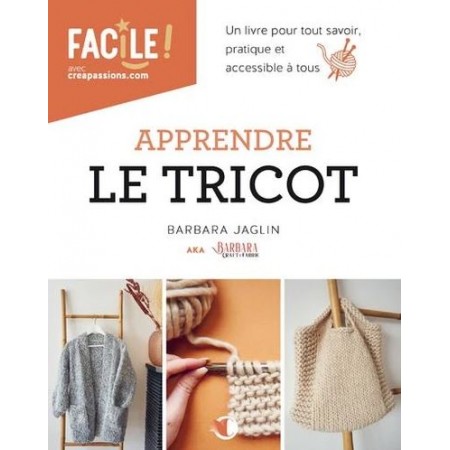 FACILE!
avec
creapassions.com
Un livre pour tout savoir,
pratique et
accessible à tous
APPRENDRE
LE TRICOT
BARBARA JAGLIN
AKA BARBARA
CRAFT & FABRIK